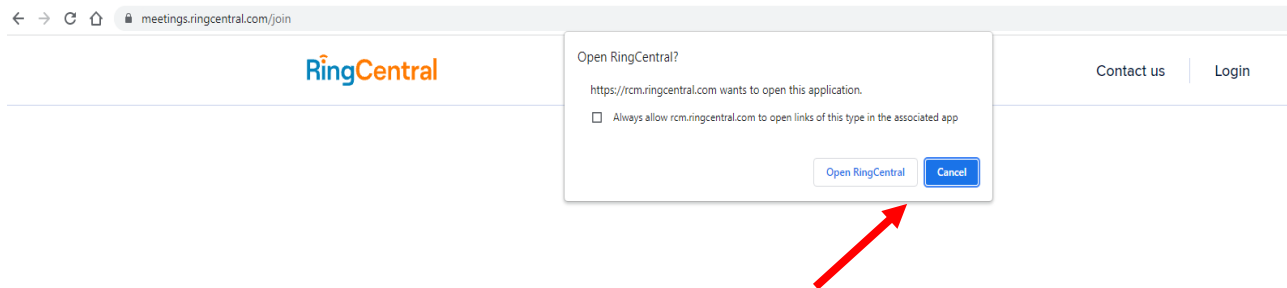 meetings.ringcentral.com/join
RingCentral
Open RingCentral?
https://rcm.ringcentral.com wants to open this application.
Always allow rcm.ringcentral.com to open links of this type in the associated app
Open RingCentral Cancel
Contact us Login